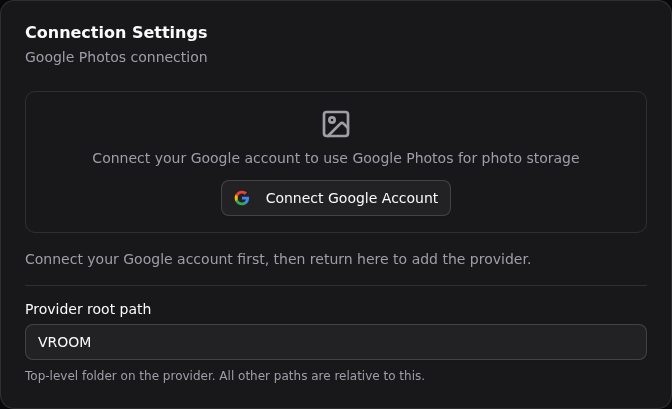 Connection Settings
Google Photos connection
Connect your Google account to use Google Photos for photo storage
Connect Google Account
Connect your Google account first, then return here to add the provider.
Provider root path
VROOM
Top-level folder on the provider. All other paths are relative to this.